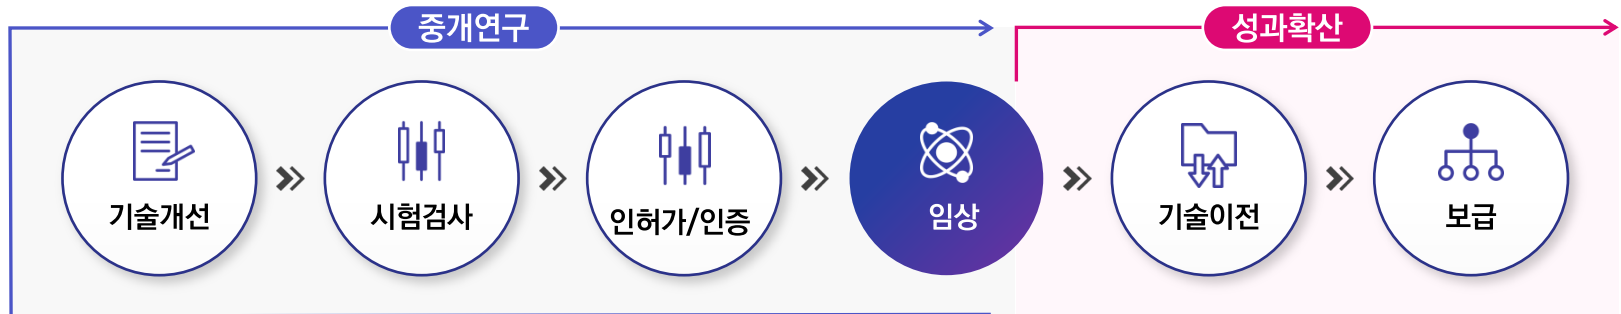 중개연구
성과확산
기술개선
시험검사
인허가/인증
임상
기술이전
보급